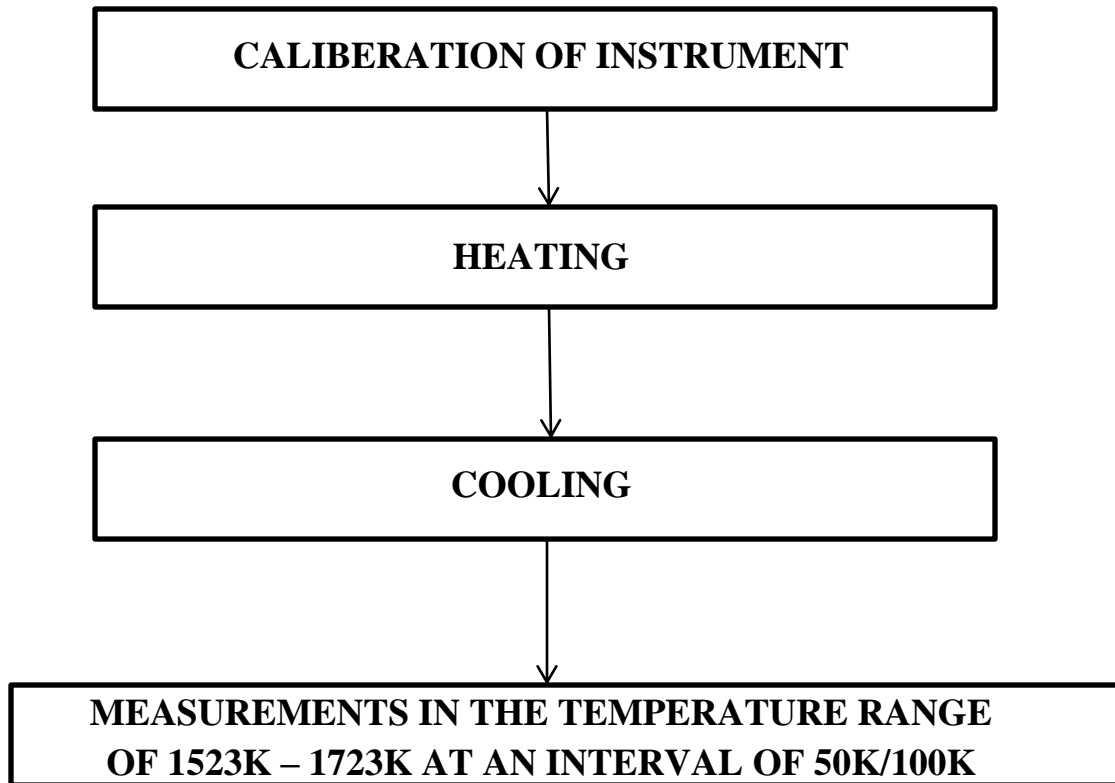 CALIBERATION OF INSTRUMENT
HEATING
COOLING
MEASUREMENTS IN THE TEMPERATURE RANGE
OF 1523K – 1723K AT AN INTERVAL OF 50K/100K